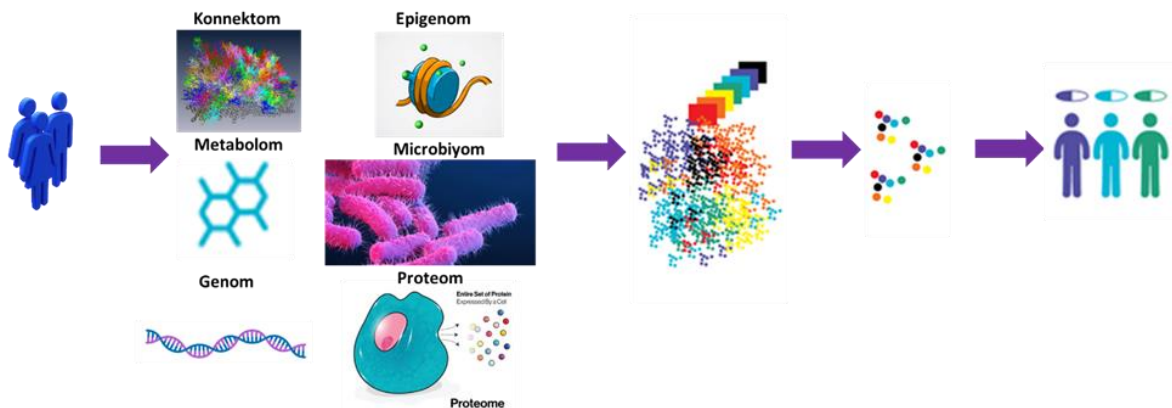 Konnektom
Epigenom
Metabolom
Microbiyom
Genom
Proteom
Entire Set of Protein
Expressed By a Cell
Proteome